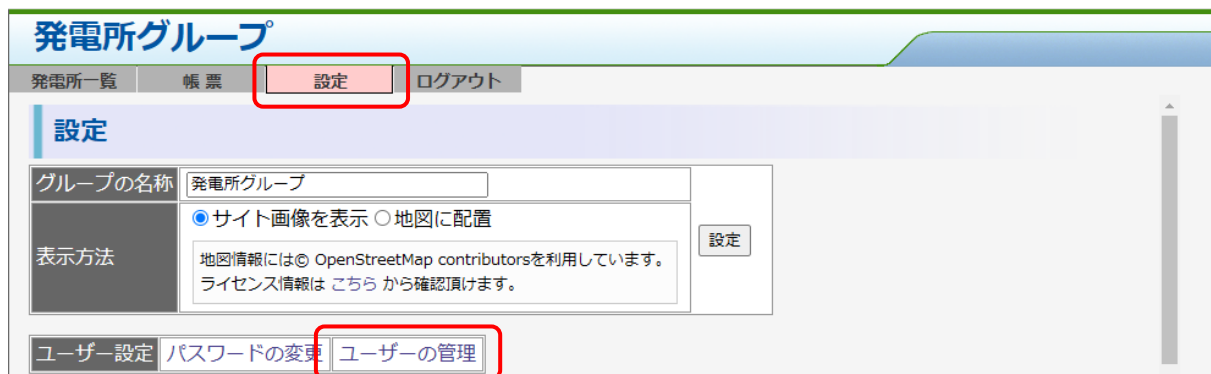 発電所グループ
発電所一覧 帳 票 設定 ログアウト
設定
グループの名称 発電所グループ
サイト画像を表示 地図に配置
表示方法
地図情報には© OpenStreetMap contributorsを利用しています。
ライセンス情報は こちら から確認頂けます。
設定
ユーザー設定 パスワードの変更 ユーザーの管理